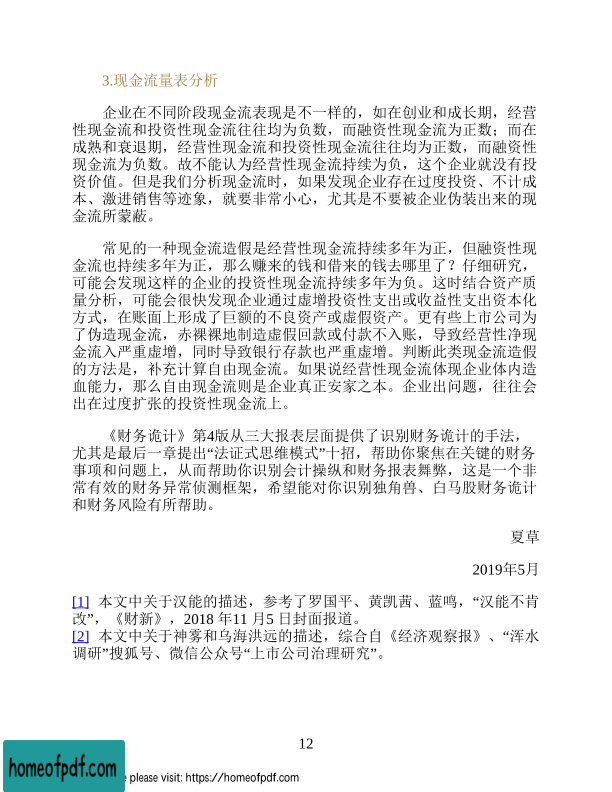 3.现金流量表分析
企业在不同阶段现金流表现是不一样的，如在创业和成长期，经营
性现金流和投资性现金流往往均为负数，而融资性现金流为正数；而在
成熟和衰退期，经营性现金流和投资性现金流往往均为正数，而融资性
现金流为负数。故不能认为经营性现金流持续为负，这个企业就没有投
资价值。但是我们分析现金流时，如果发现企业存在过度投资、不计成
本、激进销售等迹象，就要非常小心，尤其是不要被企业伪装出来的现
金流所蒙蔽。
常见的一种现金流造假是经营性现金流持续多年为正，但融资性现
金流也持续多年为正，那么赚来的钱和借来的钱去哪里了？仔细研究，
可能会发现这样的企业的投资性现金流持续多年为负。这时结合资产质
量分析，可能会很快发现企业通过虚增投资性支出或收益性支出资本化
方式，在账面上形成了巨额的不良资产或虚假资产。更有些上市公司为
了伪造现金流，赤裸裸地制造虚假回款或付款不入账，导致经营性净现
金流入严重虚增，同时导致银行存款也严重虚增。判断此类现金流造假
的方法是，补充计算自由现金流。如果说经营性现金流体现企业体内造
血能力，那么自由现金流则是企业真正安家之本。企业出问题，往往会
出在过度扩张的投资性现金流上。
《财务诡计》第4版从三大报表层面提供了识别财务诡计的手法，
尤其是最后一章提出“法证式思维模式”十招，帮助你聚焦在关键的财务
事项和问题上，从而帮助你识别会计操纵和财务报表舞弊，这是一个非
常有效的财务异常侦测框架，希望能对你识别独角兽、白马股财务诡计
和财务风险有所帮助。
夏草
2019年5月
[1] 本文中关于汉能的描述，参考了罗国平、黄凯茜、蓝鸣，“汉能不肯
改”，《财新》，2018 年11 月5 日封面报道。
[2] 本文中关于神雾和乌海洪远的描述，综合自《经济观察报》、“浑水
调研”搜狐号、微信公众号“上市公司治理研究”。
12
homeofpdf.com
e please visit: https://homeofpdf.com